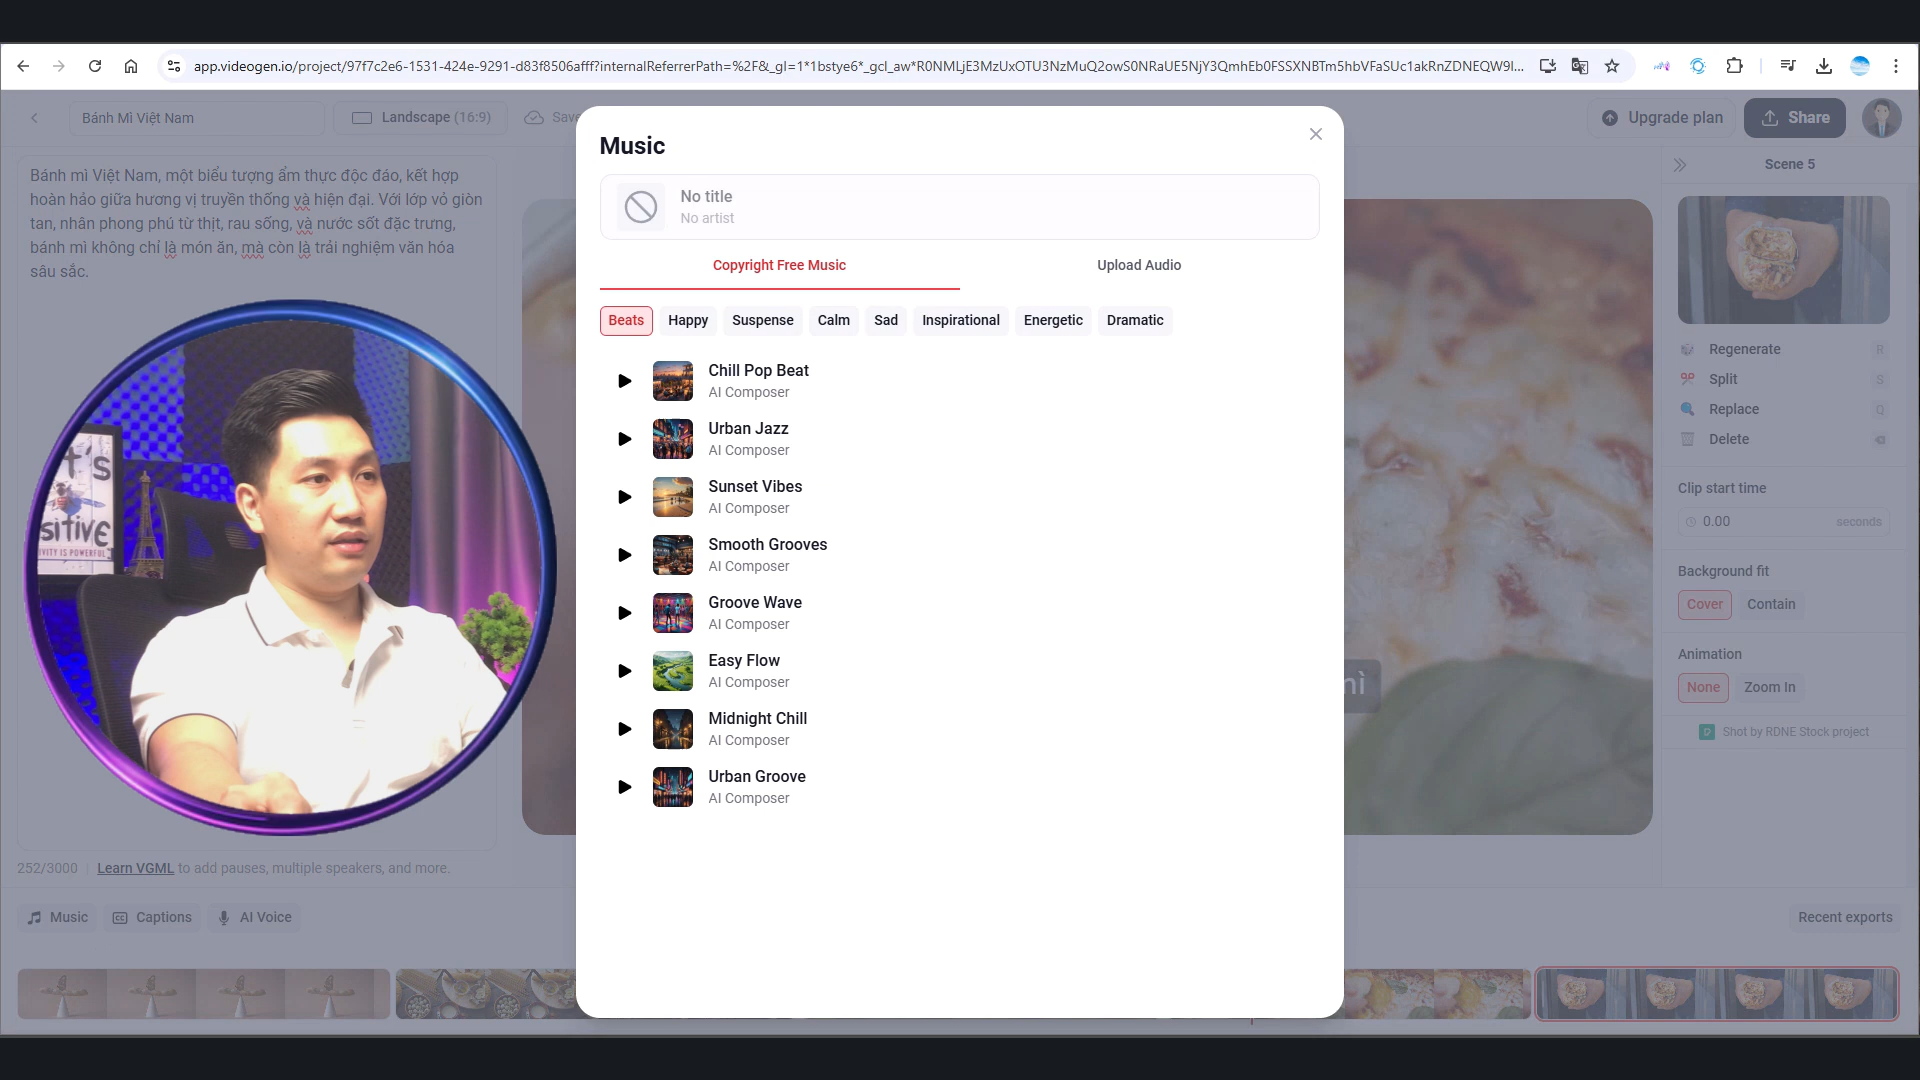 app.videogen.io/project/97f7c2e6-1531-424e-9291-d83f8506afff?internalReferrerPath=%2F&_gl=1*1bstye6*_gcl_aw*R0NMLjE3MzUxOTU3NzMuQ2owS0NRaUE5NjY3QmhEb0FSSXNBTm5hbVFaSUc1akRnZDNEQW9I...
Bánh Mì Việt Nam
Landscape (16:9)
Save
Upgrade plan
Share
Bánh mì Việt Nam, một biểu tượng ẩm thực độc đáo, kết hợp
hoàn hảo giữa hương vị truyền thống và hiện đại. Với lớp vỏ giòn
tan, nhân phong phú từ thịt, rau sống, và nước sốt đặc trưng,
bánh mì không chỉ là món ăn, mà còn là trải nghiệm văn hóa
sâu sắc.
SITIVE
IVITY IS POWERFUL
252/3000
Learn VGML to add pauses, multiple speakers, and more.
Music
Captions
AI Voice
Music
No title
No artist
Copyright Free Music
Upload Audio
Beats
Happy
Suspense
Calm
Sad
Inspirational
Energetic
Dramatic
Chill Pop Beat
AI Composer
Urban Jazz
AI Composer
Sunset Vibes
AI Composer
Smooth Grooves
AI Composer
Groove Wave
AI Composer
Easy Flow
AI Composer
Midnight Chill
AI Composer
Urban Groove
AI Composer
mì
Scene 5
Regenerate R
Split S
Replace Q
Delete
Clip start time
0.00 seconds
Background fit
Cover
Contain
Animation
None
Zoom In
Shot by RDNE Stock project
Recent exports